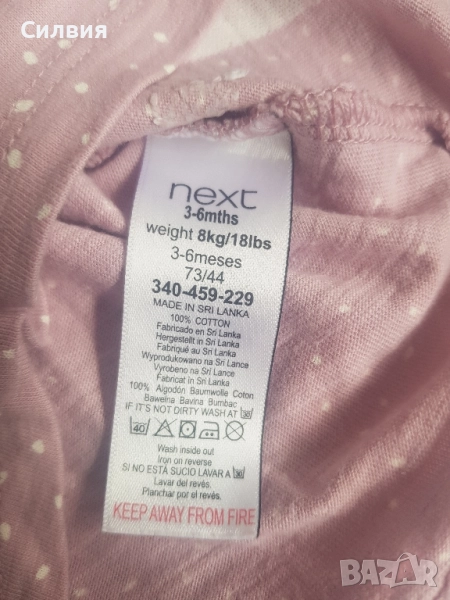 Силвия
next
3-6mths
weight 8kg/18lbs
3-6meses
73/44
340-459-229
MADE IN SRI LANKA
100% COTTON
Fabricado en Sri Lanka
Hergestellt in Sri Lanka
Fabriqué au Sri Lanka
Wyprodukowano na Sri Lance
Vyrobeno na Sri Lance
Fabricat in Sri Lanka
100% Algodón Baumwolle Coton
Bawełna Bavlna Bumbac
IF IT'S NOT DIRTY WASH AT 30
40
Wash inside out
Iron on reverse
SI NO ESTÁ SUCIO LAVAR A 30
Lavar del revés.
Planchar por el revés.
KEEP AWAY FROM FIRE
BAZAR